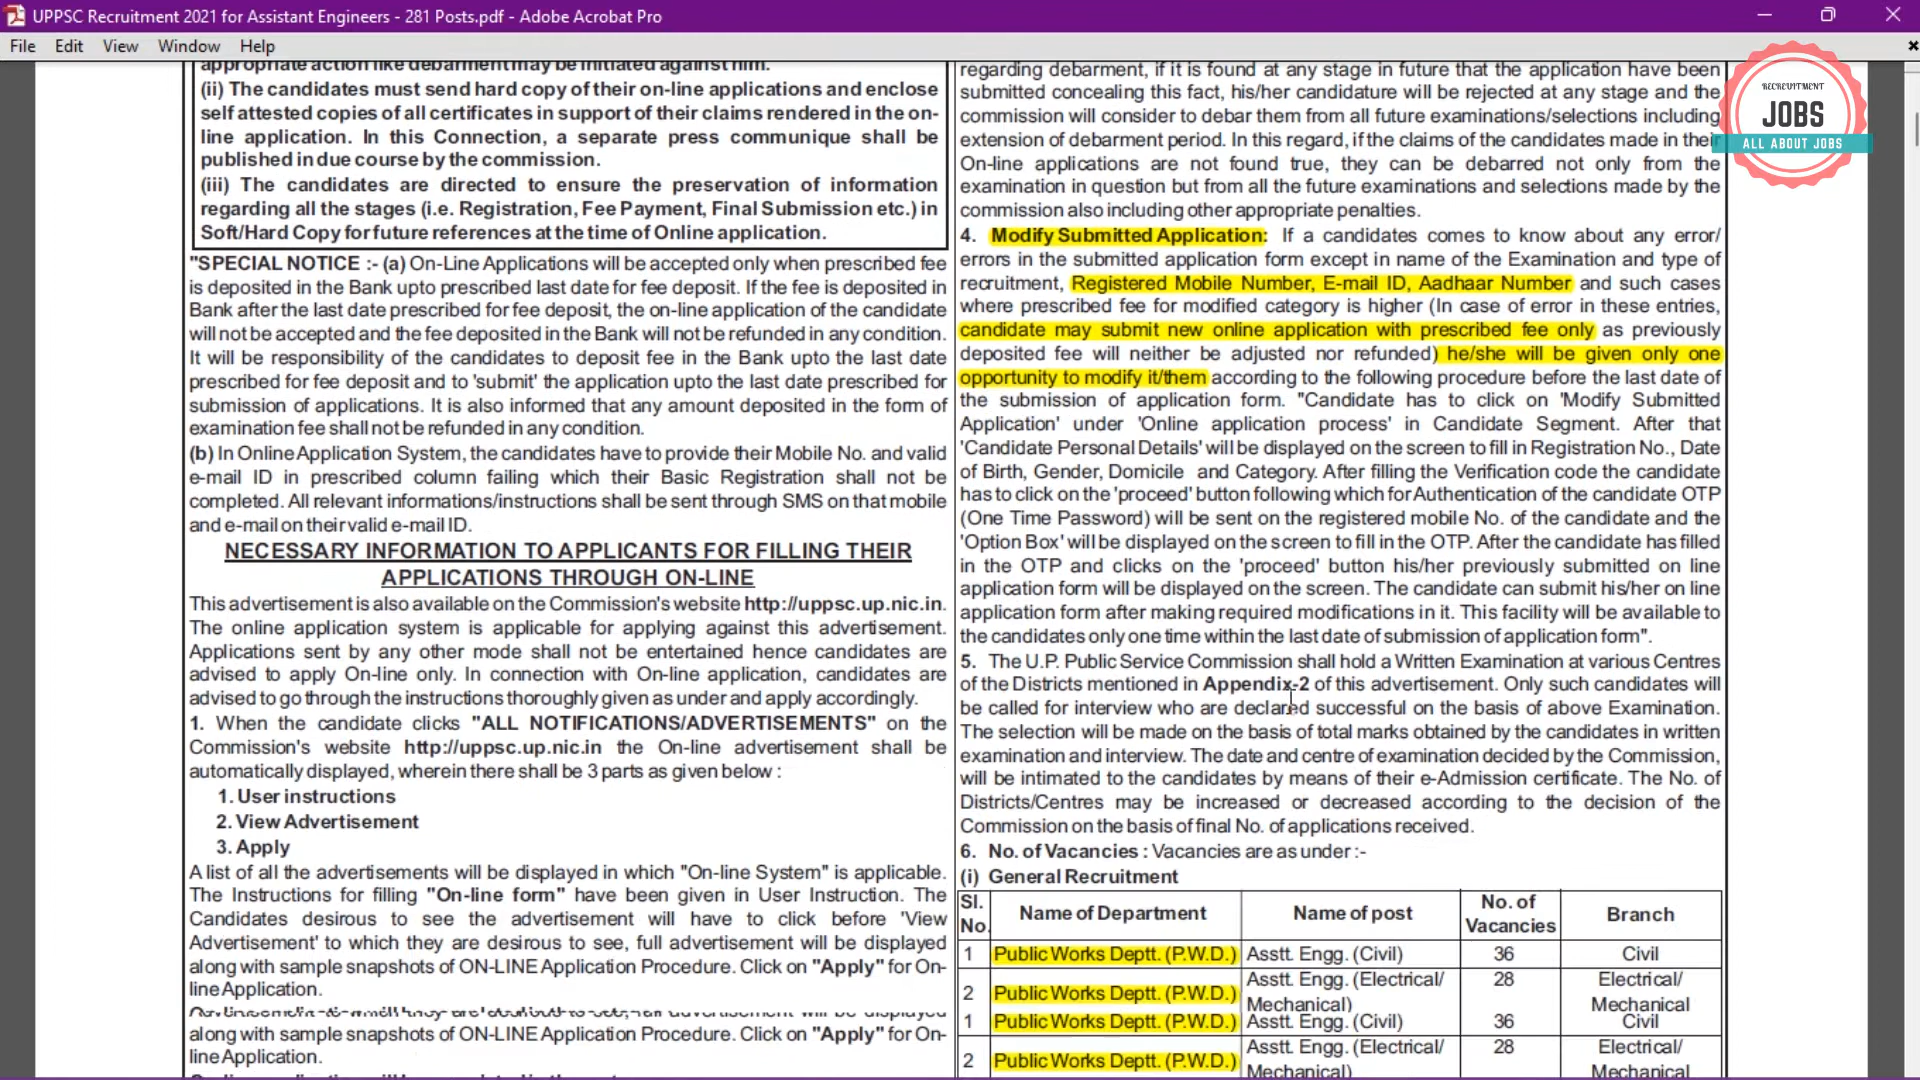 UPPSC Recruitment 2021 for Assistant Engineers - 281 Posts.pdf - Adobe Acrobat Pro
File Edit View Window Help
appropriate action like debarment may be initiated against him.
(ii) The candidates must send hard copy of their on-line applications and enclose
self attested copies of all certificates in support of their claims rendered in the on-
line application. In this Connection, a separate press communique shall be
published in due course by the commission.
(iii) The candidates are directed to ensure the preservation of information
regarding all the stages (i.e. Registration, Fee Payment, Final Submission etc.) in
Soft/Hard Copy for future references at the time of Online application.
"SPECIAL NOTICE :- (a) On-Line Applications will be accepted only when prescribed fee
is deposited in the Bank upto prescribed last date for fee deposit. If the fee is deposited in
Bank after the last date prescribed for fee deposit, the on-line application of the candidate
will not be accepted and the fee deposited in the Bank will not be refunded in any condition.
It will be responsibility of the candidates to deposit fee in the Bank upto the last date
prescribed for fee deposit and to 'submit' the application upto the last date prescribed for
submission of applications. It is also informed that any amount deposited in the form of
examination fee shall not be refunded in any condition.
(b) In Online Application System, the candidates have to provide their Mobile No. and valid
e-mail ID in prescribed column failing which their Basic Registration shall not be
completed. All relevant informations/instructions shall be sent through SMS on that mobile
and e-mail on their valid e-mail ID.
NECESSARY INFORMATION TO APPLICANTS FOR FILLING THEIR
APPLICATIONS THROUGH ON-LINE
This advertisement is also available on the Commission's website http://uppsc.up.nic.in.
The online application system is applicable for applying against this advertisement.
Applications sent by any other mode shall not be entertained hence candidates are
advised to apply On-line only. In connection with On-line application, candidates are
advised to go through the instructions thoroughly given as under and apply accordingly.
1. When the candidate clicks "ALL NOTIFICATIONS/ADVERTISEMENTS" on the
Commission's website http://uppsc.up.nic.in the On-line advertisement shall be
automatically displayed, wherein there shall be 3 parts as given below :
1. User instructions
2. View Advertisement
3. Apply
A list of all the advertisements will be displayed in which "On-line System" is applicable.
The Instructions for filling "On-line form" have been given in User Instruction. The
Candidates desirous to see the advertisement will have to click before 'View
Advertisement' to which they are desirous to see, full advertisement will be displayed
along with sample snapshots of ON-LINE Application Procedure. Click on "Apply" for On-
line Application.
along with sample snapshots of ON-LINE Application Procedure. Click on "Apply" for On-
line Application.
regarding debarment, if it is found at any stage in future that the application have been
submitted concealing this fact, his/her candidature will be rejected at any stage and the
commission will consider to debar them from all future examinations/selections including
extension of debarment period. In this regard, if the claims of the candidates made in their
On-line applications are not found true, they can be debarred not only from the
examination in question but from all the future examinations and selections made by the
commission also including other appropriate penalties.
4. Modify Submitted Application: If a candidates comes to know about any error/
errors in the submitted application form except in name of the Examination and type of
recruitment, Registered Mobile Number, E-mail ID, Aadhaar Number and such cases
where prescribed fee for modified category is higher (In case of error in these entries,
candidate may submit new online application with prescribed fee only as previously
deposited fee will neither be adjusted nor refunded) he/she will be given only one
opportunity to modify it/them according to the following procedure before the last date of
the submission of application form. "Candidate has to click on 'Modify Submitted
Application' under 'Online application process' in Candidate Segment. After that
'Candidate Personal Details' will be displayed on the screen to fill in Registration No., Date
of Birth, Gender, Domicile and Category. After filling the Verification code the candidate
has to click on the 'proceed' button following which for Authentication of the candidate OTP
(One Time Password) will be sent on the registered mobile No. of the candidate and the
'Option Box' will be displayed on the screen to fill in the OTP. After the candidate has filled
in the OTP and clicks on the 'proceed' button his/her previously submitted on line
application form will be displayed on the screen. The candidate can submit his/her on line
application form after making required modifications in it. This facility will be available to
the candidates only one time within the last date of submission of application form".
5. The U.P. Public Service Commission shall hold a Written Examination at various Centres
of the Districts mentioned in Appendix-2 of this advertisement. Only such candidates will
be called for interview who are declared successful on the basis of above Examination.
The selection will be made on the basis of total marks obtained by the candidates in written
examination and interview. The date and centre of examination decided by the Commission,
will be intimated to the candidates by means of their e-Admission certificate. The No. of
Districts/Centres may be increased or decreased according to the decision of the
Commission on the basis of final No. of applications received.
6. No. of Vacancies : Vacancies are as under :-
(i) General Recruitment
Sl. No. Name of Department Name of post No. of Vacancies Branch
1 Public Works Deptt. (P.W.D.) Asstt. Engg. (Civil) 36 Civil
2 Public Works Deptt. (P.W.D.) Asstt. Engg. (Electrical/ Mechanical) 28 Electrical/ Mechanical
1 Public Works Deptt. (P.W.D.) Asstt. Engg. (Civil) 36 Civil
2 Public Works Deptt. (P.W.D.) Asstt. Engg. (Electrical/ Mechanical) 28 Electrical/ Mechanical
RECREUITMENT
JOBS
ALL ABOUT JOBS